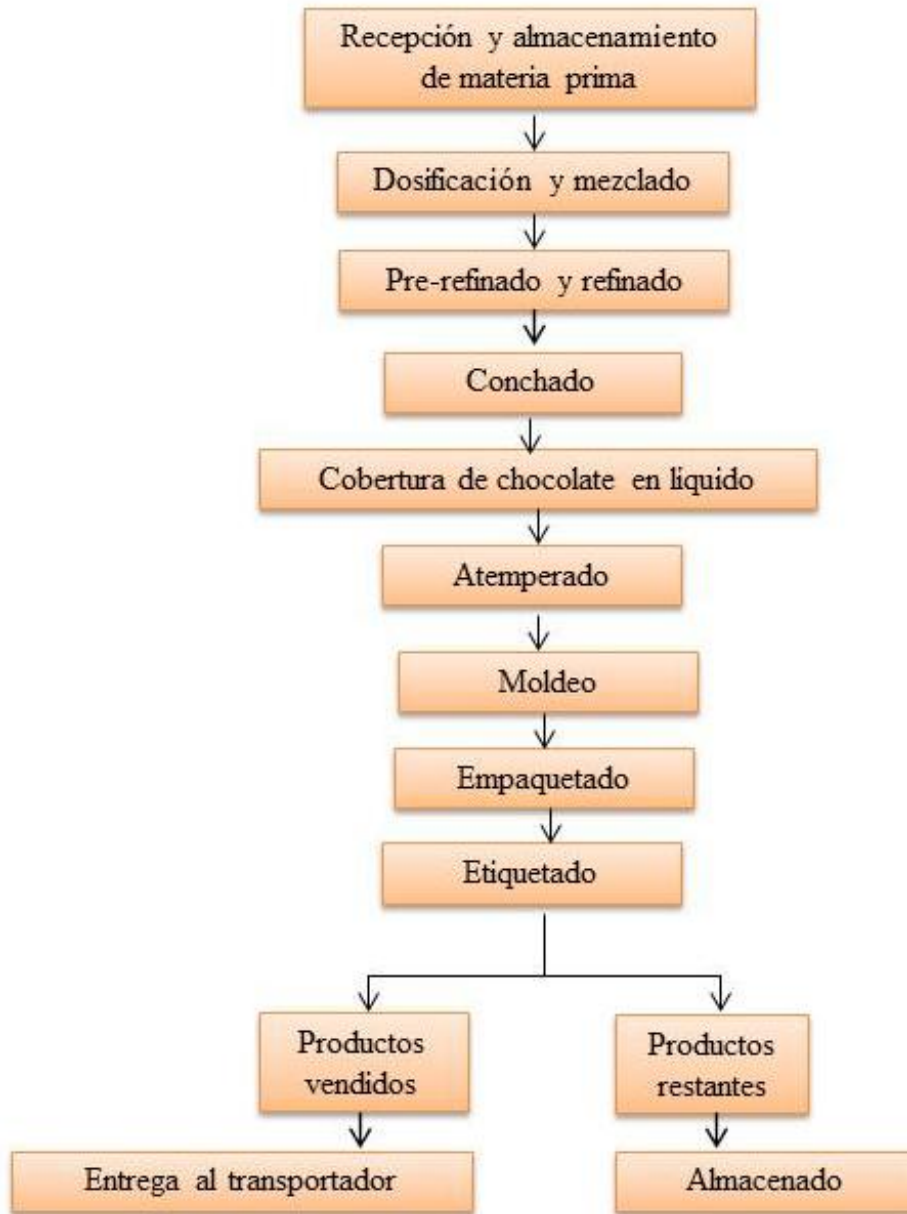 Recepción y almacenamiento
de materia prima
Dosificación y mezclado
Pre-refinado y refinado
Conchado
Cobertura de chocolate en liquido
Atemperado
Moldeo
Empaquetado
Etiquetado
Productos
vendidos
Productos
restantes
Entrega al transportador
Almacenado